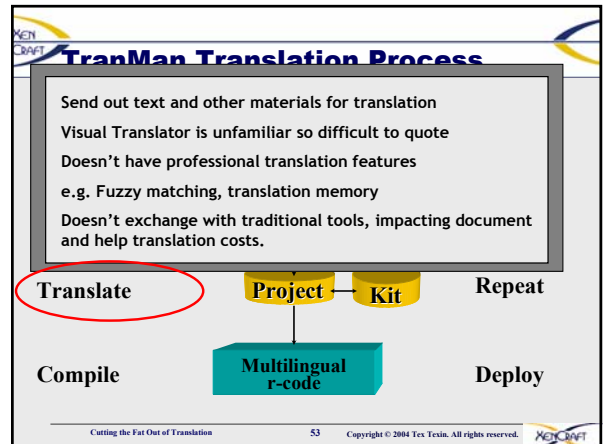 XEN
CRAFT
TranMan Translation Process
Send out text and other materials for translation
Visual Translator is unfamiliar so difficult to quote
Doesn't have professional translation features
e.g. Fuzzy matching, translation memory
Doesn't exchange with traditional tools, impacting document
and help translation costs.
Translate
Project
Kit
Repeat
Compile
Multilingual
r-code
Deploy
Cutting the Fat Out of Translation
53
Copyright © 2004 Tex Texin. All rights reserved.
XENCRAFT